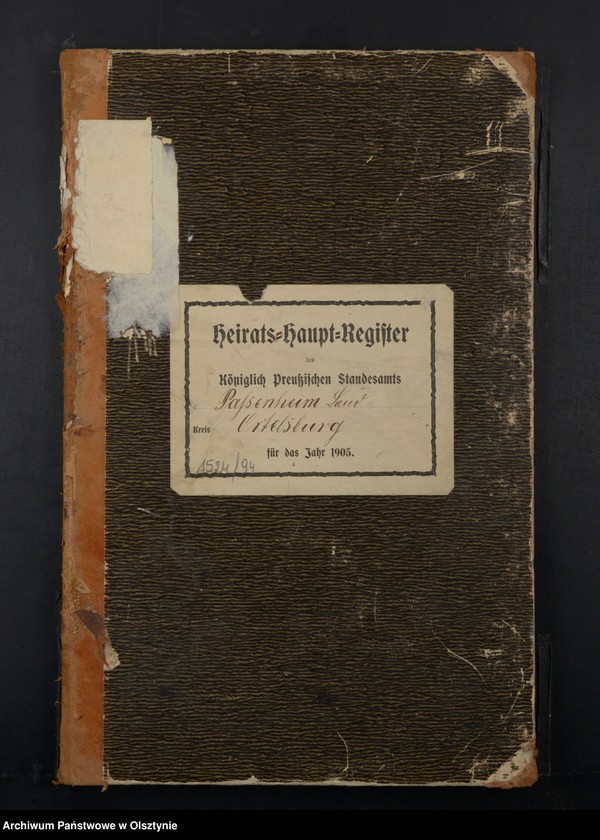 Heirats-Haupt-Register
des
Königlich Preußischen Standesamts
Passenheim Land
Kreis Ortelsburg
für das Jahr 1905.
1524/94
Archiwum Państwowe w Olsztynie